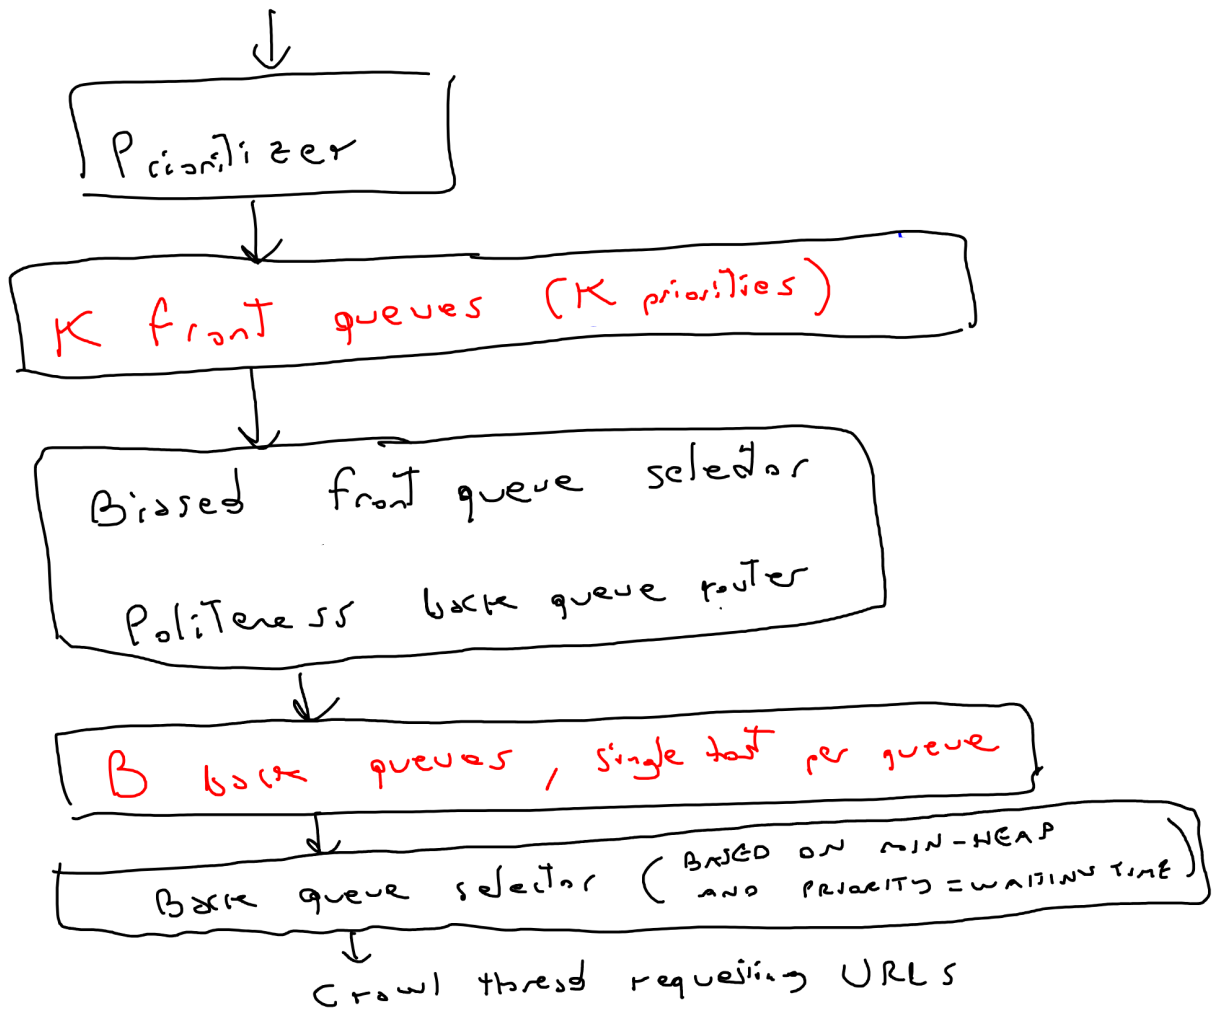 Prioritizer
K front queues (K priorities)
Biased front queue selector
Politeness back queue router
B back queues, single host per queue
Back queue selector (BASED ON MIN-HEAP
AND PRIORITY = WAITING TIME)
Crawl thread requesting URLs